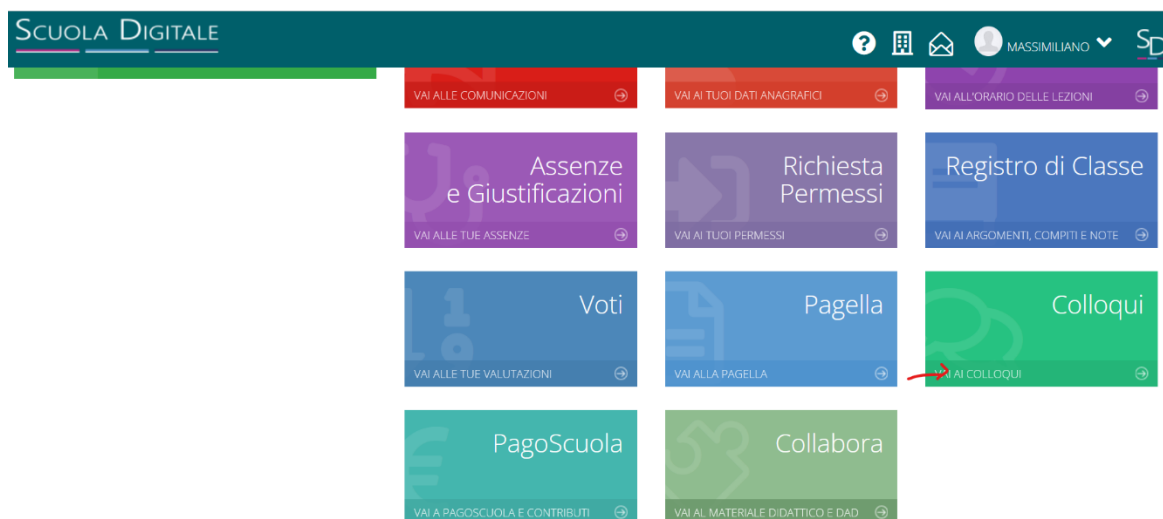 SCUOLA DIGITALE
MASSIMILIANO
SD
VAI ALLE COMUNICAZIONI
VAI AI TUOI DATI ANAGRAFICI
VAI ALL'ORARIO DELLE LEZIONI
Assenze
e Giustificazioni
VAI ALLE TUE ASSENZE
Richiesta
Permessi
VAI AI TUOI PERMESSI
Registro di Classe
VAI AI ARGOMENTI, COMPITI E NOTE
Voti
VAI ALLE TUE VALUTAZIONI
Pagella
VAI ALLA PAGELLA
Colloqui
VAI AI COLLOQUI
PagoScuola
VAI A PAGOSCUOLA E CONTRIBUTI
Collabora
VAI AL MATERIALE DIDATTICO E DAD